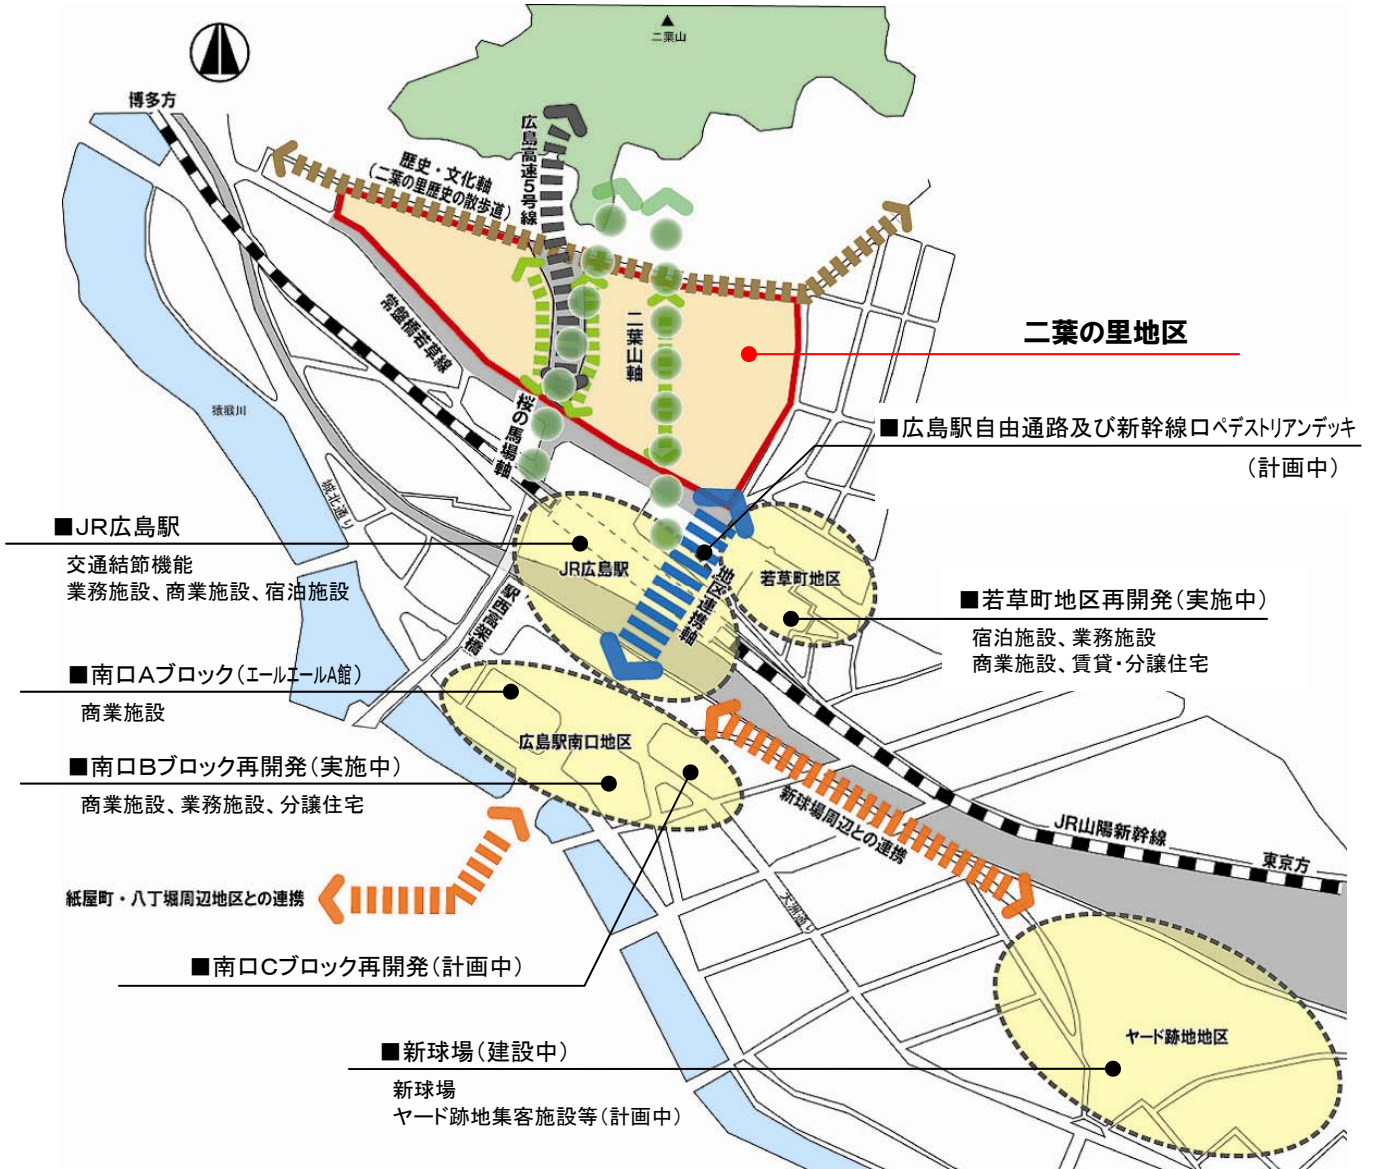 二葉山
博多方
広島高速5号線
歴史・文化軸
(二葉の里歴史の散歩道)
常盤橋若草線
二葉山軸
二葉の里地区
猿猴川
桜の馬場軸
■広島駅自由通路及び新幹線口ペデストリアンデッキ
(計画中)
城北通り
■JR広島駅
交通結節機能
業務施設、商業施設、宿泊施設
JR広島駅
地区連携軸
若草町地区
■若草町地区再開発(実施中)
宿泊施設、業務施設
商業施設、賃貸・分譲住宅
駅西高架橋
■南口Aブロック(エールエールA館)
商業施設
広島駅南口地区
■南口Bブロック再開発(実施中)
商業施設、業務施設、分譲住宅
新球場周辺との連携
JR山陽新幹線
東京方
紙屋町・八丁堀周辺地区との連携
大洲通り
■南口Cブロック再開発(計画中)
ヤード跡地地区
■新球場(建設中)
新球場
ヤード跡地集客施設等(計画中)